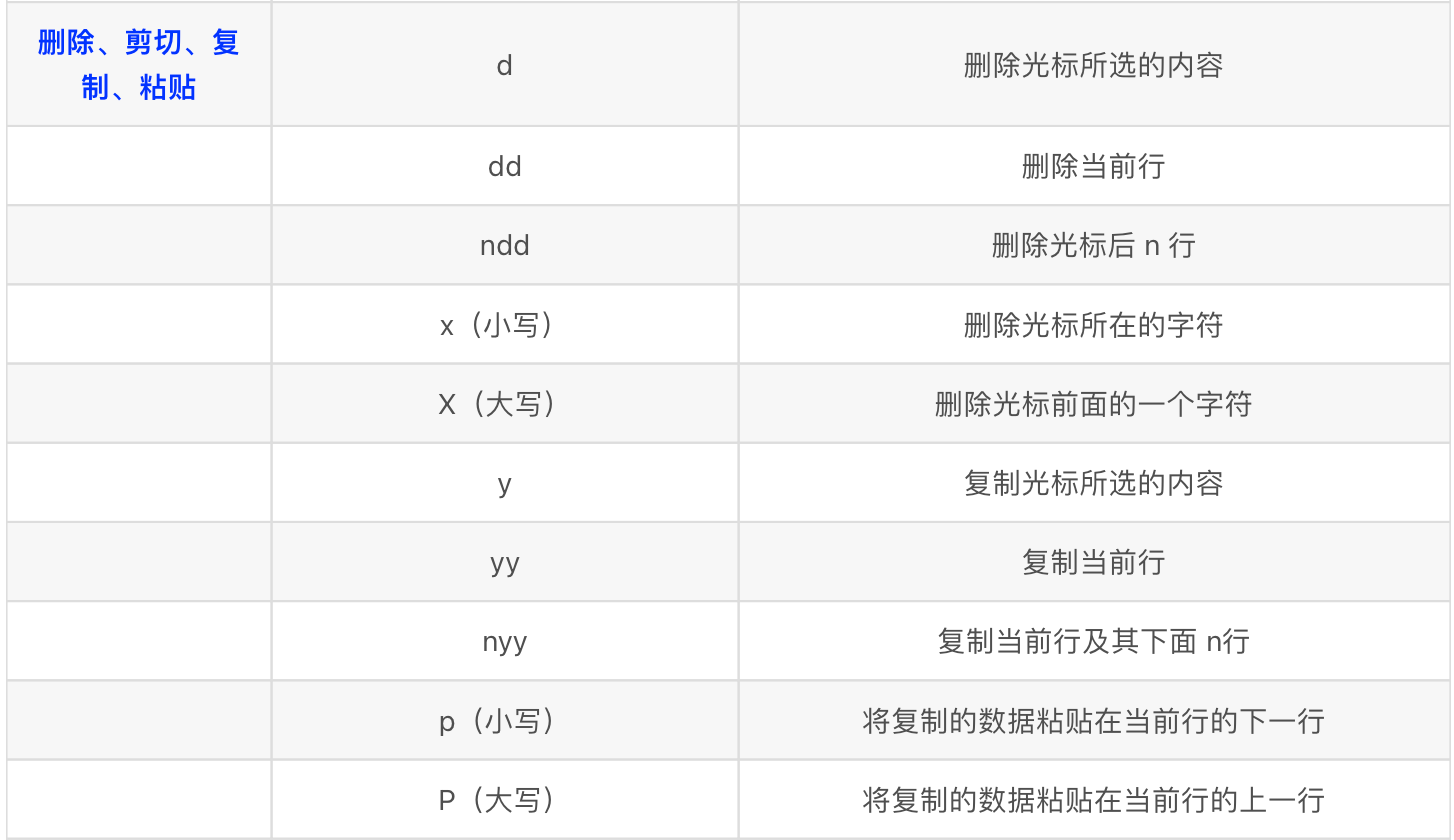 删除、剪切、复
制、粘贴
d
删除光标所选的内容
dd
删除当前行
ndd
删除光标后 n 行
x（小写）
删除光标所在的字符
X（大写）
删除光标前面的一个字符
y
复制光标所选的内容
yy
复制当前行
nyy
复制当前行及其下面 n行
p（小写）
将复制的数据粘贴在当前行的下一行
P（大写）
将复制的数据粘贴在当前行的上一行